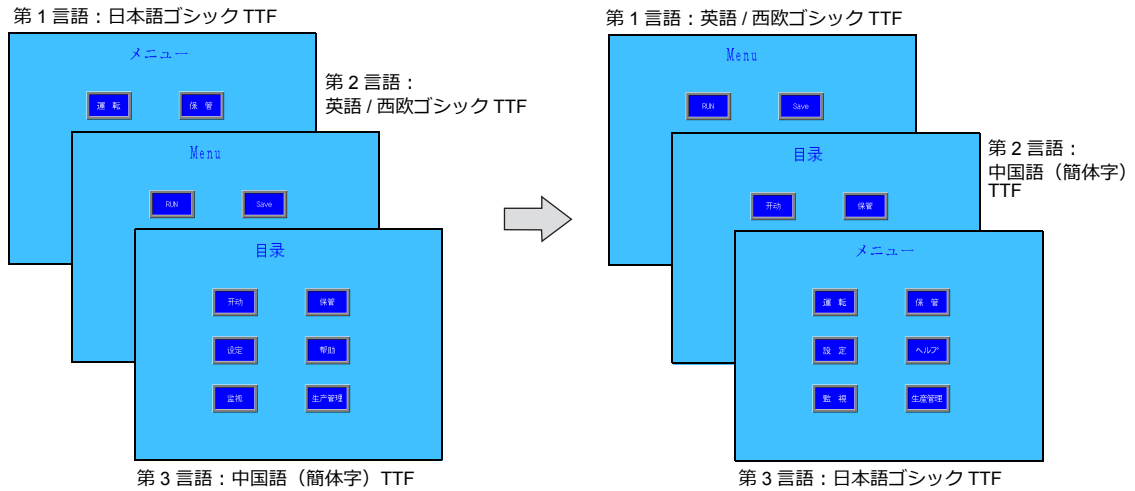 第 1 言語：日本語ゴシック TTF
メニュー
運 転
保 管
第 2 言語：
英語 / 西欧ゴシック TTF
Menu
RUN
Save
目录
开动
保管
设定
帮助
监视
生产管理
第 3 言語：中国語（簡体字）TTF
第 1 言語：英語 / 西欧ゴシック TTF
Menu
RUN
Save
第 2 言語：
中国語（簡体字）
TTF
目录
开动
保管
メニュー
運 転
保 管
設 定
ヘルプ
監 視
生産管理
第 3 言語：日本語ゴシック TTF